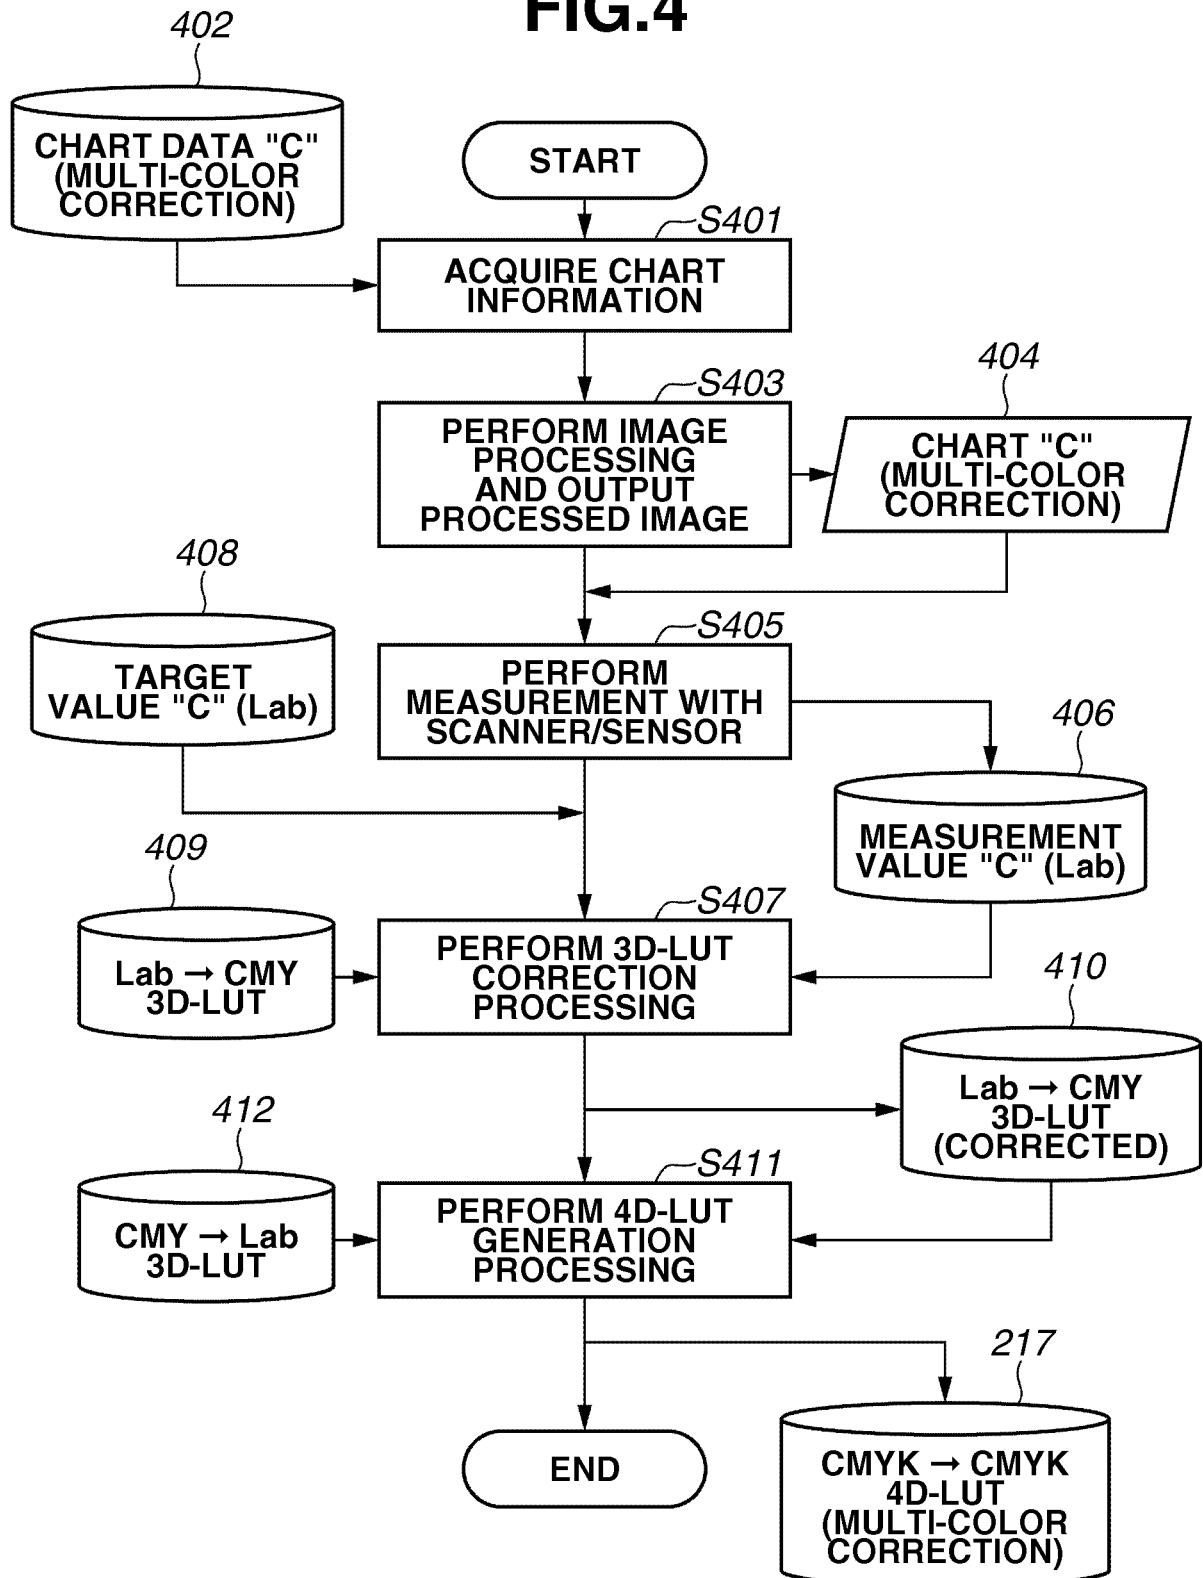 FIG.4
402
CHART DATA "C"
(MULTI-COLOR
CORRECTION)
START
S401
ACQUIRE CHART
INFORMATION
S403
PERFORM IMAGE
PROCESSING
AND OUTPUT
PROCESSED IMAGE
404
CHART "C"
(MULTI-COLOR
CORRECTION)
408
TARGET
VALUE "C" (Lab)
S405
PERFORM
MEASUREMENT WITH
SCANNER/SENSOR
406
MEASUREMENT
VALUE "C" (Lab)
409
Lab → CMY
3D-LUT
S407
PERFORM 3D-LUT
CORRECTION
PROCESSING
410
Lab → CMY
3D-LUT
(CORRECTED)
412
CMY → Lab
3D-LUT
S411
PERFORM 4D-LUT
GENERATION
PROCESSING
217
CMYK → CMYK
4D-LUT
(MULTI-COLOR
CORRECTION)
END